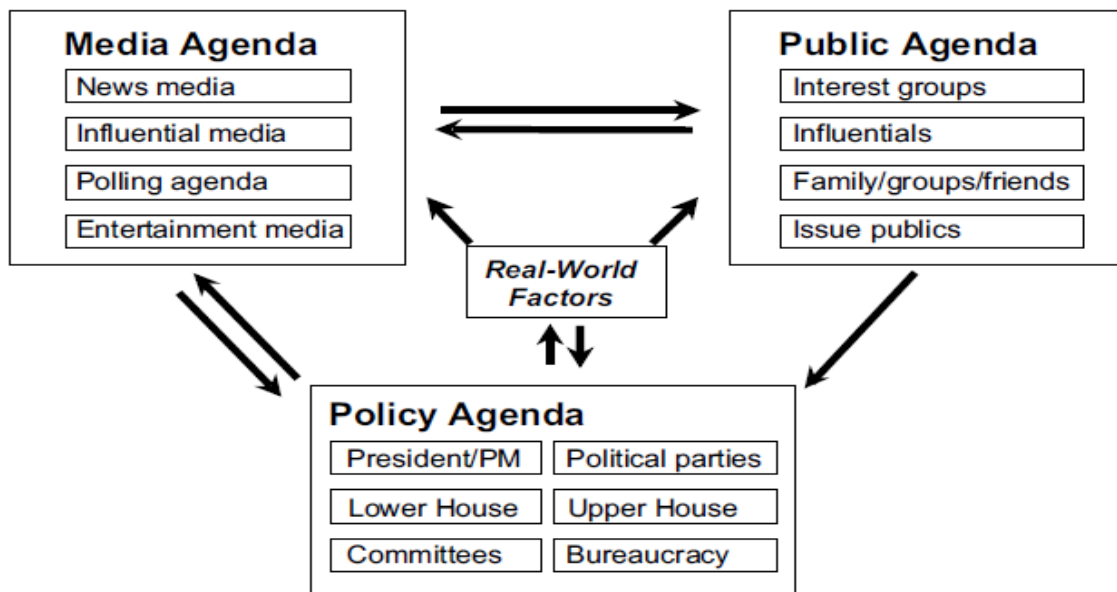 Media Agenda
News media
Influential media
Polling agenda
Entertainment media
Public Agenda
Interest groups
Influentials
Family/groups/friends
Issue publics
Real-World
Factors
Policy Agenda
President/PM
Political parties
Lower House
Upper House
Committees
Bureaucracy